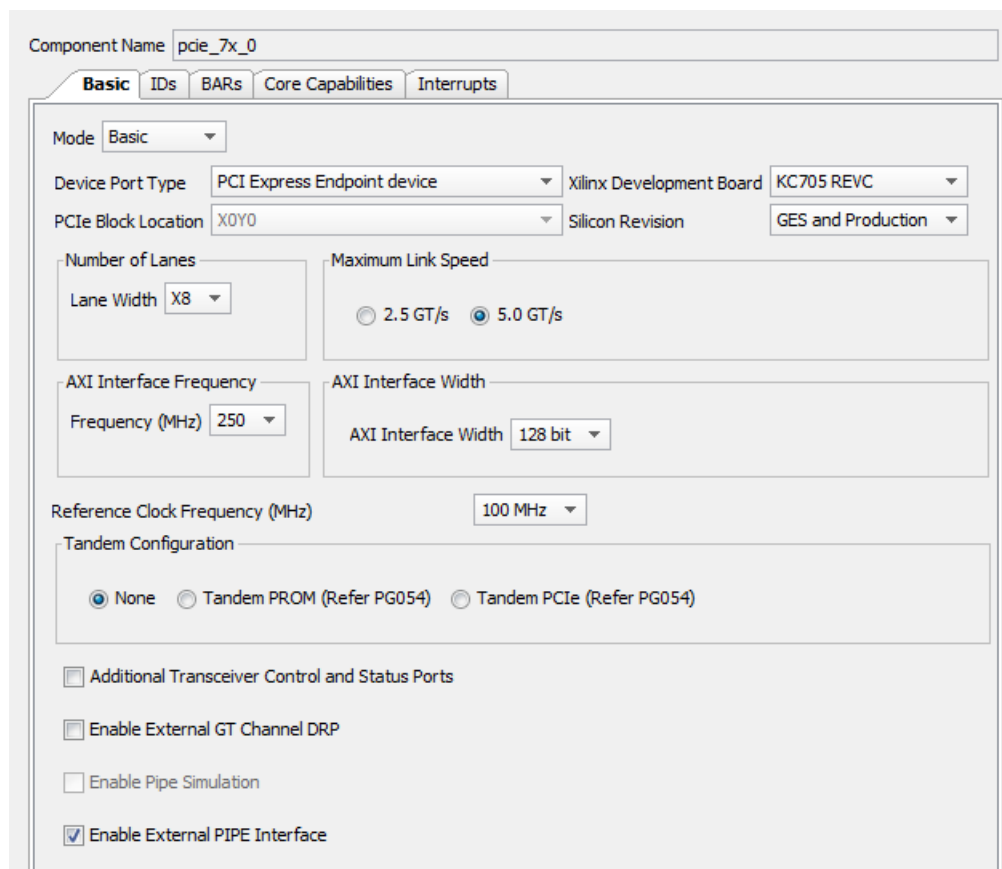 Component Name pcie_7x_0
Basic IDs BARs Core Capabilities Interrupts
Mode Basic
Device Port Type PCI Express Endpoint device Xilinx Development Board KC705 REVC
PCIe Block Location X0Y0 Silicon Revision GES and Production
Number of Lanes Maximum Link Speed
Lane Width X8
2.5 GT/s 5.0 GT/s
AXI Interface Frequency AXI Interface Width
Frequency (MHz) 250
AXI Interface Width 128 bit
Reference Clock Frequency (MHz) 100 MHz
Tandem Configuration
None Tandem PROM (Refer PG054) Tandem PCIe (Refer PG054)
Additional Transceiver Control and Status Ports
Enable External GT Channel DRP
Enable Pipe Simulation
Enable External PIPE Interface